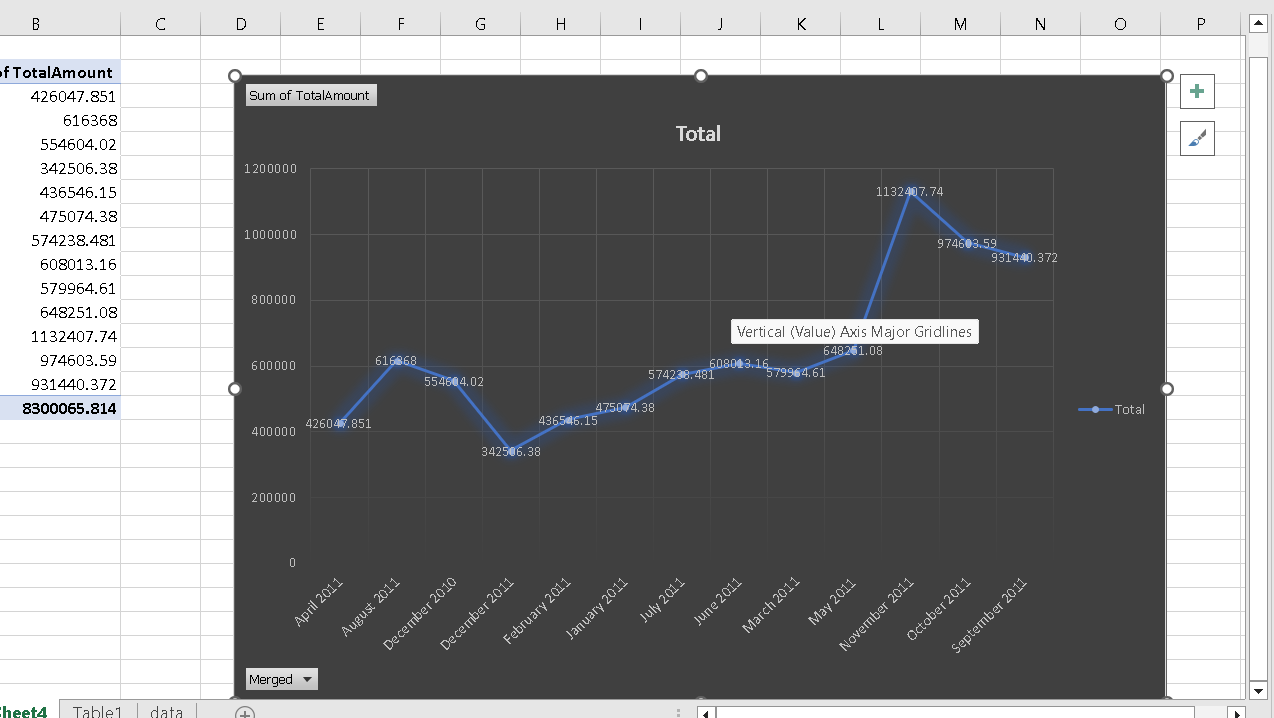 B C D E F G H I J K L M N O P
of TotalAmount
426047.851
616368
554604.02
342506.38
436546.15
475074.38
574238.481
608013.16
579964.61
648251.08
1132407.74
974603.59
931440.372
8300065.814
Sum of TotalAmount
Total
1200000
1000000
800000
600000
400000
200000
0
426047.851
616368
554604.02
342506.38
436546.15
475074.38
574238.481
608013.16
579964.61
648251.08
1132407.74
974603.59
931440.372
Vertical (Value) Axis Major Gridlines
Total
April 2011
August 2011
December 2010
December 2011
February 2011
January 2011
July 2011
June 2011
March 2011
May 2011
November 2011
October 2011
September 2011
Merged
Sheet4 Table1 data